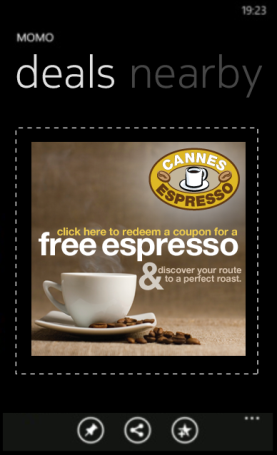 19:23
MOMO
deals nearby
CANNES
ESPRESSO
click here to redeem a coupon for a
free espresso
& discover your route
to a perfect roast.